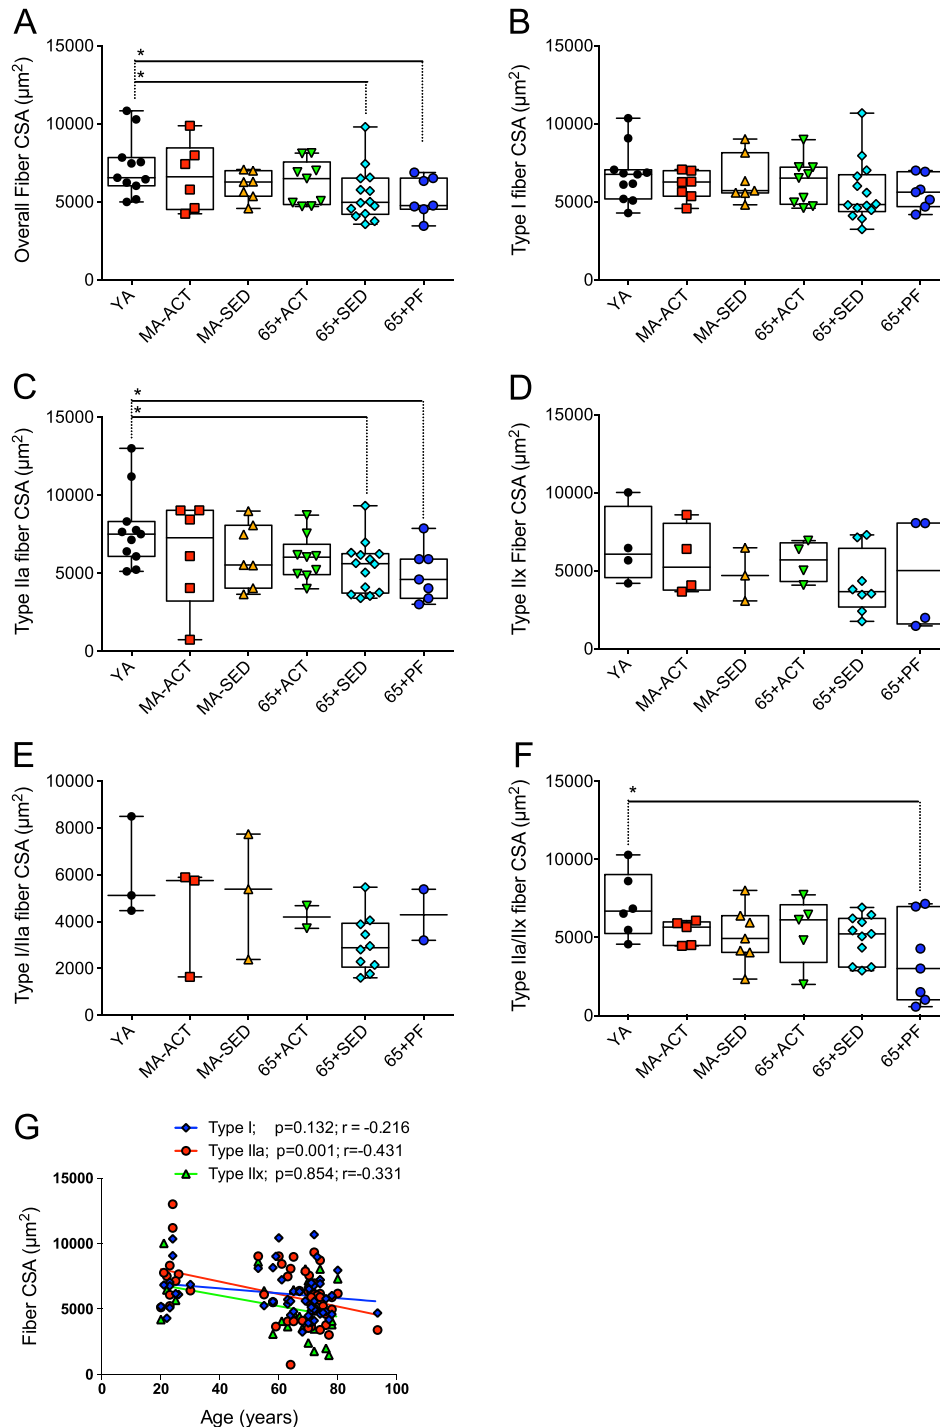 A
Overall Fiber CSA (µm²)
15000
10000
5000
0
*
*
YA
MA-ACT
MA-SED
65+ACT
65+SED
65+PF
B
Type I fiber CSA (µm²)
15000
10000
5000
0
YA
MA-ACT
MA-SED
65+ACT
65+SED
65+PF
C
Type IIa fiber CSA (µm²)
15000
10000
5000
0
*
*
YA
MA-ACT
MA-SED
65+ACT
65+SED
65+PF
D
Type IIx Fiber CSA (µm²)
15000
10000
5000
0
YA
MA-ACT
MA-SED
65+ACT
65+SED
65+PF
E
Type I/IIa fiber CSA (µm²)
10000
8000
6000
4000
2000
0
YA
MA-ACT
MA-SED
65+ACT
65+SED
65+PF
F
Type IIa/IIx fiber CSA (µm²)
15000
10000
5000
0
*
YA
MA-ACT
MA-SED
65+ACT
65+SED
65+PF
G
Type I; p=0.132; r = -0.216
Type IIa; p=0.001; r=-0.431
Type IIx; p=0.854; r=-0.331
Fiber CSA (µm²)
15000
10000
5000
0
0 20 40 60 80 100
Age (years)